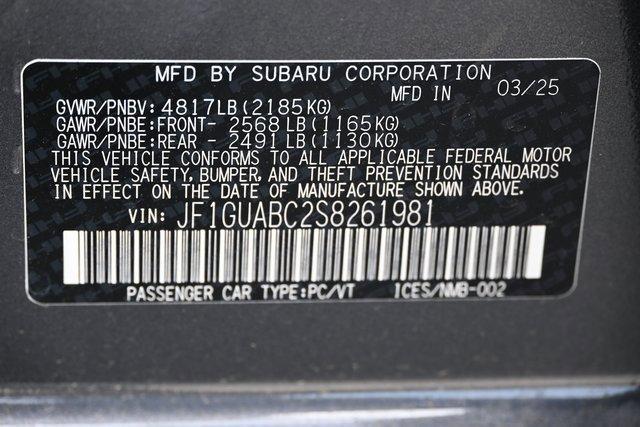 MFD BY SUBARU CORPORATION
MFD IN 03/25
GVWR/PNBV: 4817LB (2185KG)
GAWR/PNBE:FRONT- 2568 LB (1165KG)
GAWR/PNBE:REAR - 2491 LB (1130KG)
THIS VEHICLE CONFORMS TO ALL APPLICABLE FEDERAL MOTOR
VEHICLE SAFETY, BUMPER, AND THEFT PREVENTION STANDARDS
IN EFFECT ON THE DATE OF MANUFACTURE SHOWN ABOVE.
VIN: JF1GUABC2S8261981
PASSENGER CAR TYPE:PC/VT ICES/NMB-002